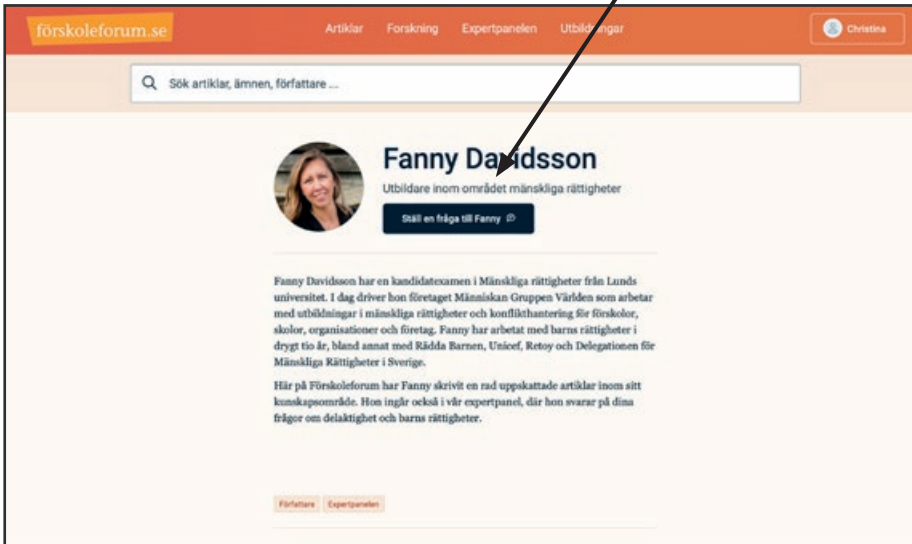 förskoleforum.se
Artiklar Forskning Expertpanelen Utbildningar
Christina
Sök artiklar, ämnen, författare ...
Fanny Davidsson
Utbildare inom området mänskliga rättigheter
Ställ en fråga till Fanny
Fanny Davidsson har en kandidatexamen i Mänskliga rättigheter från Lunds
universitet. I dag driver hon företaget Människan Gruppen Världen som arbetar
med utbildningar i mänskliga rättigheter och konflikthantering för förskolor,
skolor, organisationer och företag. Fanny har arbetat med barns rättigheter i
drygt tio år, bland annat med Rädda Barnen, Unicef, Retoy och Delegationen för
Mänskliga Rättigheter i Sverige.
Här på Förskoleforum har Fanny skrivit en rad uppskattade artiklar inom sitt
kunskapsområde. Hon ingår också i vår expertpanel, där hon svarar på dina
frågor om delaktighet och barns rättigheter.
Författare Expertpanelen